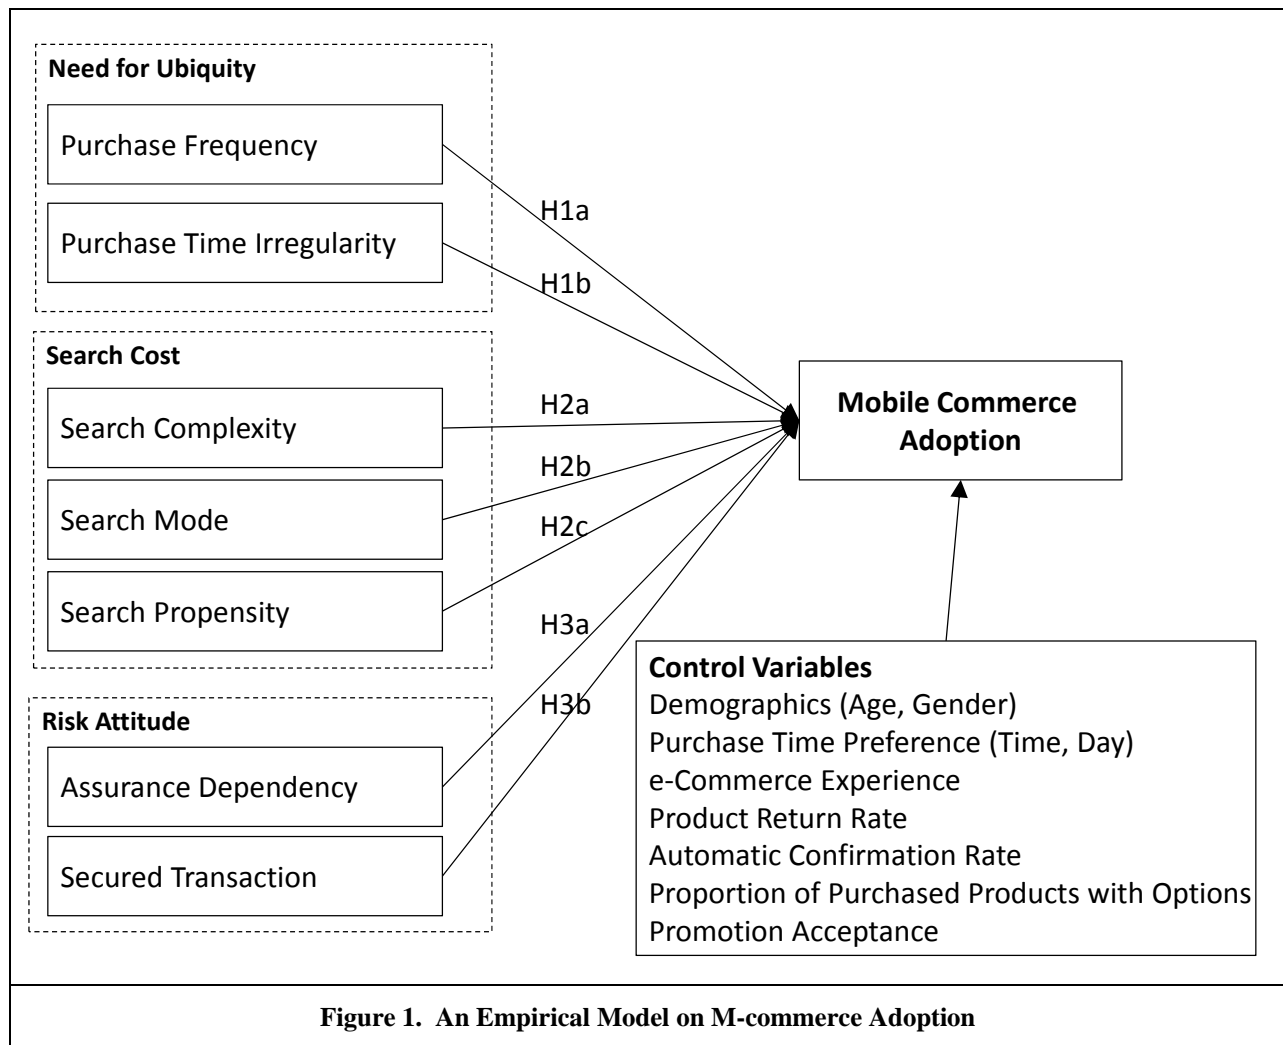 Need for Ubiquity
Purchase Frequency
Purchase Time Irregularity
H1a
H1b
Search Cost
Search Complexity
Search Mode
Search Propensity
H2a
H2b
H2c
Risk Attitude
Assurance Dependency
Secured Transaction
H3a
H3b
Mobile Commerce
Adoption
Control Variables
Demographics (Age, Gender)
Purchase Time Preference (Time, Day)
e-Commerce Experience
Product Return Rate
Automatic Confirmation Rate
Proportion of Purchased Products with Options
Promotion Acceptance
Figure 1. An Empirical Model on M-commerce Adoption